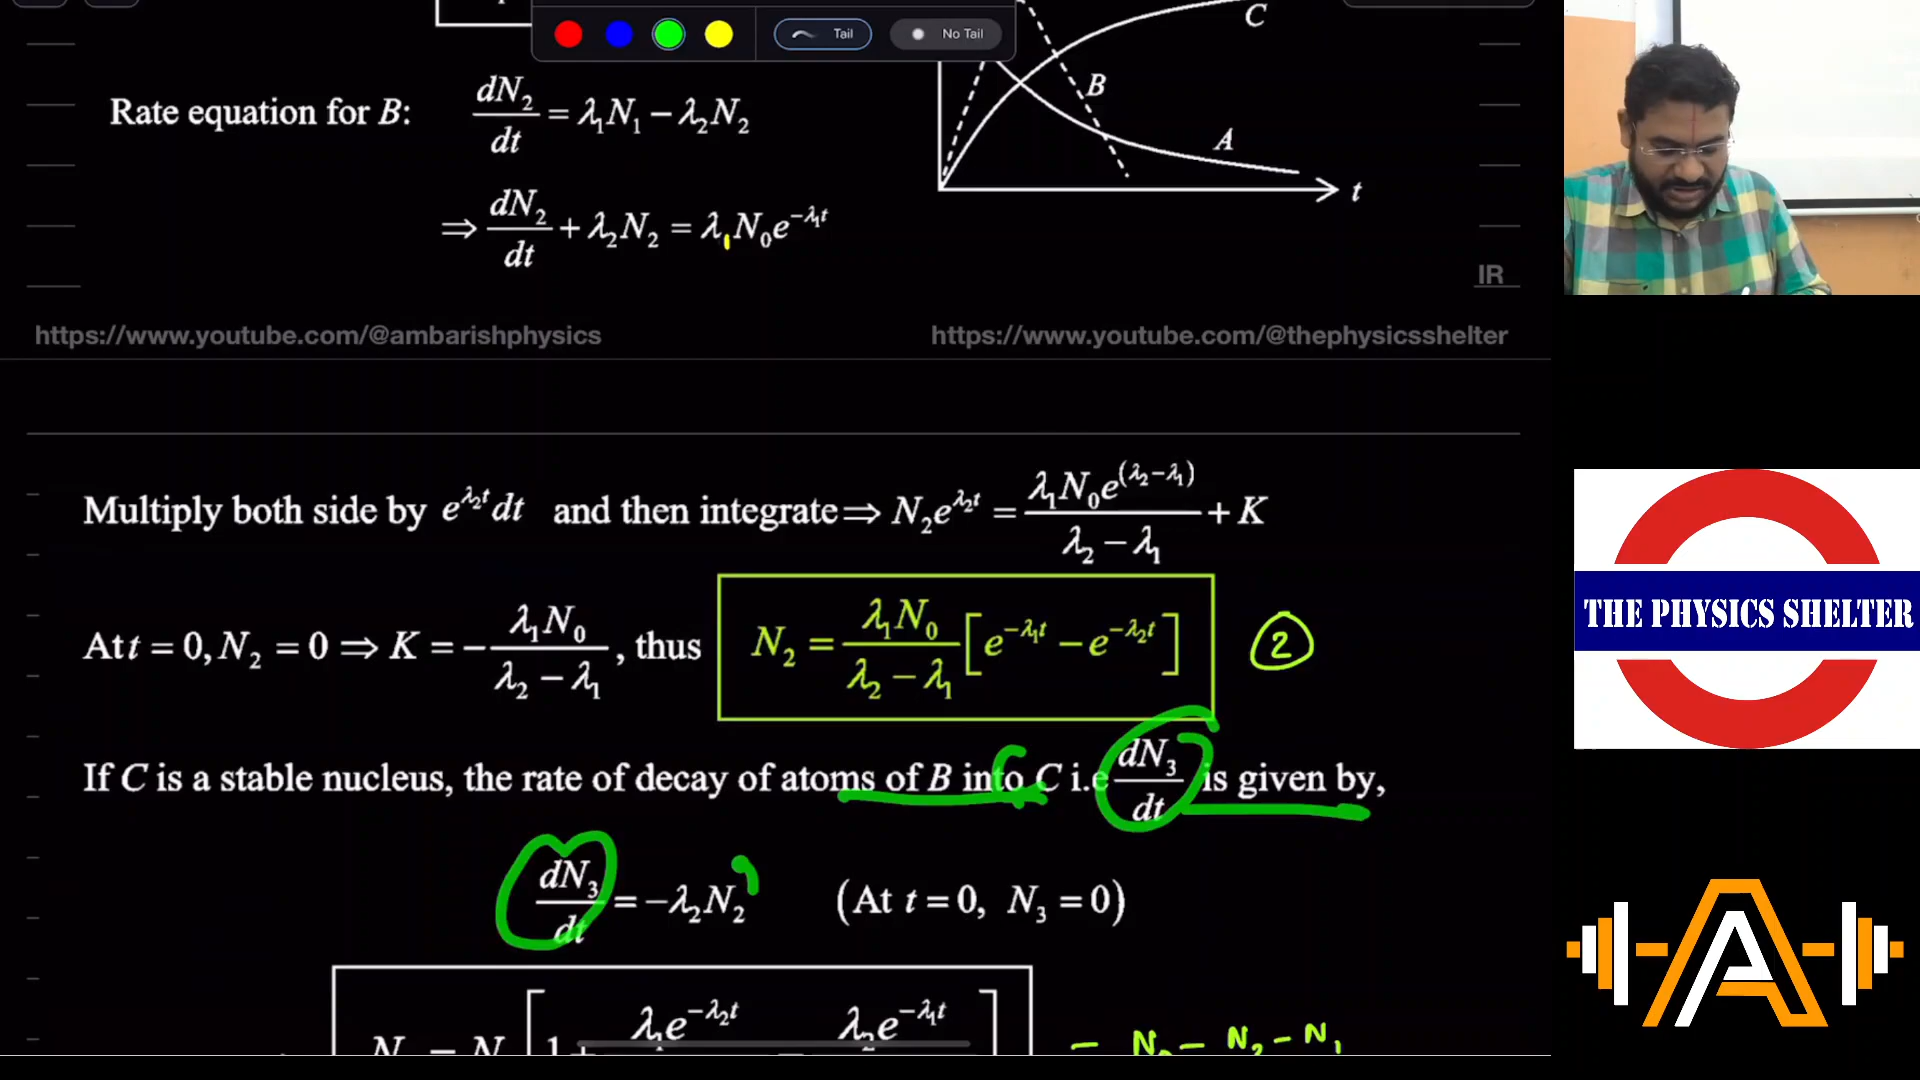 Tail
No Tail
C
B
A
t
Rate equation for B: dN₂/dt = λ₁N₁ − λ₂N₂
⇒ dN₂/dt + λ₂N₂ = λ₁N₀e^(−λ₁t)
IR
https://www.youtube.com/@ambarishphysics
https://www.youtube.com/@thephysicsshelter
Multiply both side by e^(λ₂t)dt and then integrate ⇒ N₂e^(λ₂t) = λ₁N₀e^((λ₂−λ₁))/(λ₂ − λ₁) + K
At t = 0, N₂ = 0 ⇒ K = −λ₁N₀/(λ₂ − λ₁), thus N₂ = λ₁N₀/(λ₂ − λ₁) [e^(−λ₁t) − e^(−λ₂t)] 2
If C is a stable nucleus, the rate of decay of atoms of B into C i.e dN₃/dt is given by,
dN₃/dt = −λ₂N₂ (At t = 0, N₃ = 0)
λ₁e^(−λ₂t) λ₂e^(−λ₁t)
THE PHYSICS SHELTER